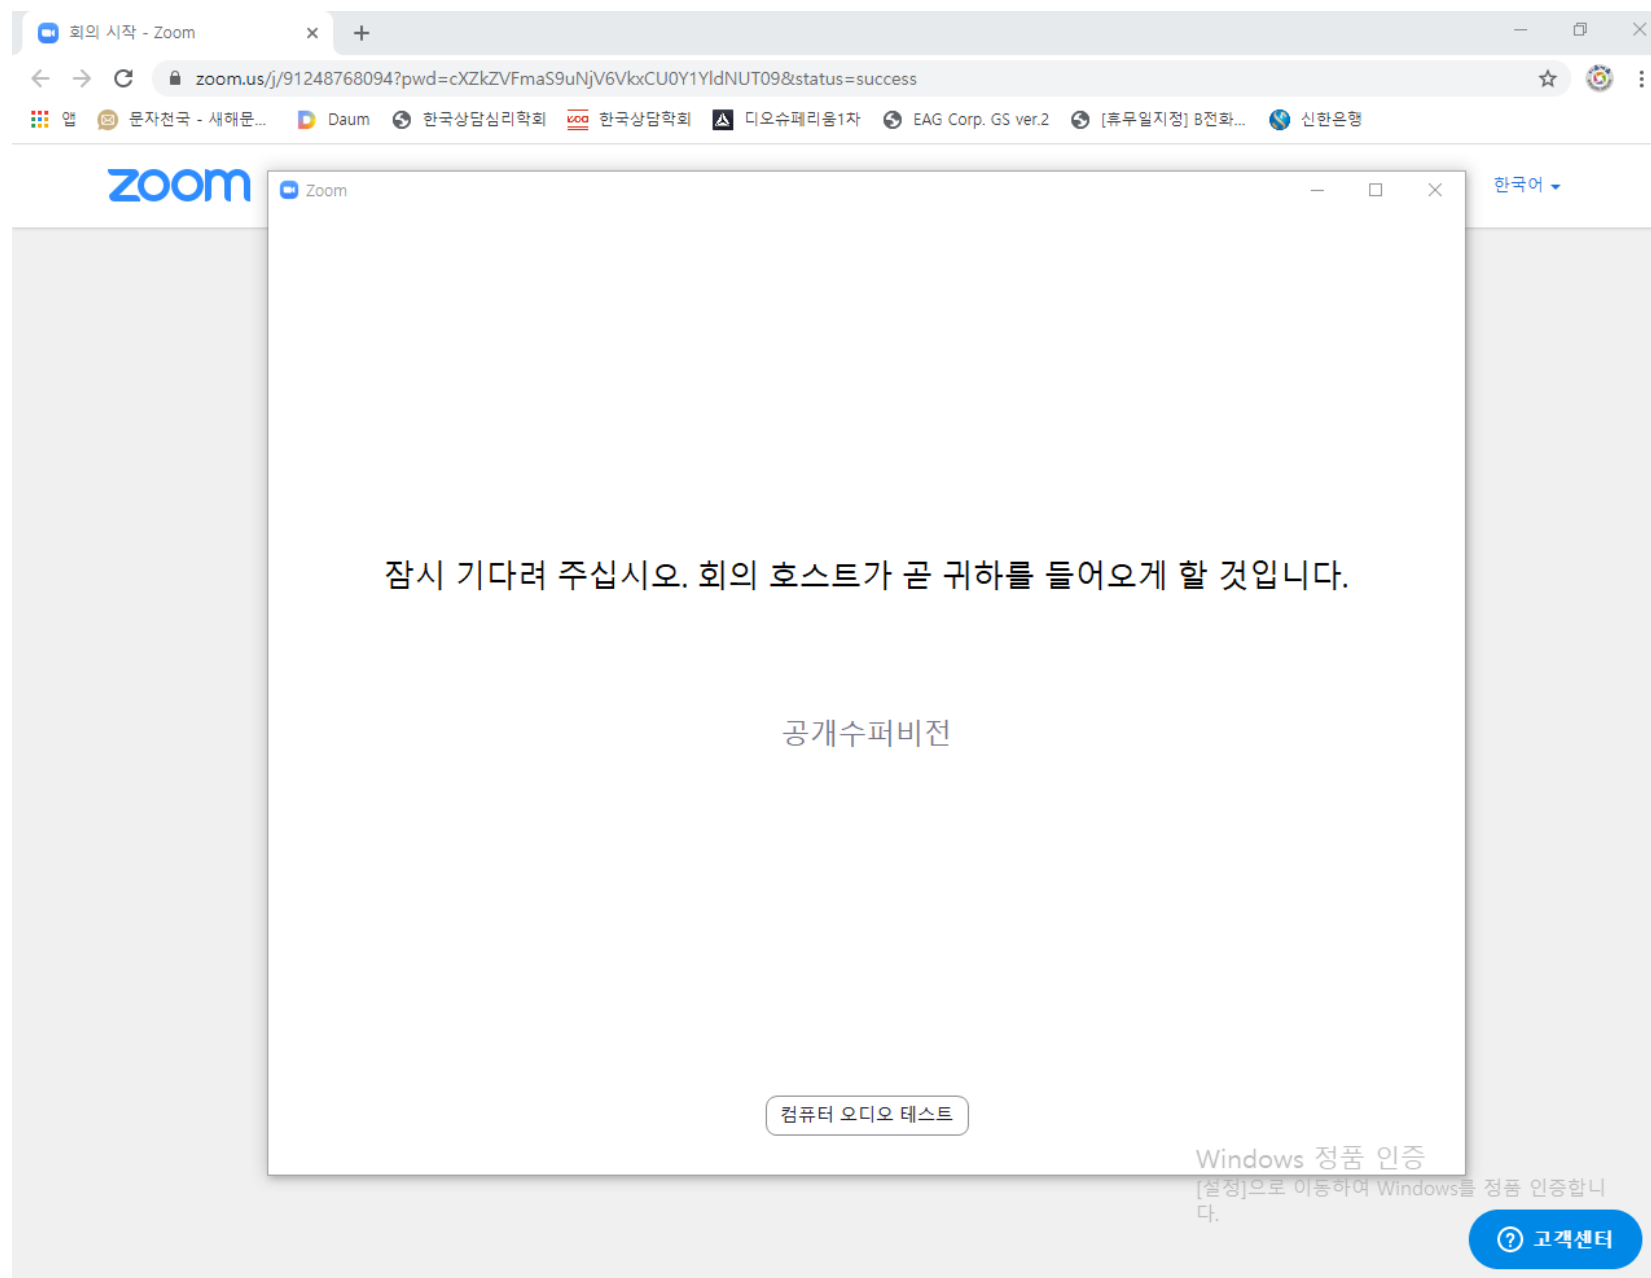 회의 시작 - Zoom
zoom.us/j/91248768094?pwd=cXZkZVFmaS9uNjV6VkxCU0Y1YldNUT09&status=success
앱 문자천국 - 새해문... Daum 한국상담심리학회 한국상담학회 디오슈페리움1차 EAG Corp. GS ver.2 [휴무일지정] B전화... 신한은행
zoom
Zoom
한국어
잠시 기다려 주십시오. 회의 호스트가 곧 귀하를 들어오게 할 것입니다.
공개수퍼비전
컴퓨터 오디오 테스트
Windows 정품 인증
[설정]으로 이동하여 Windows를 정품 인증합니
다.
고객센터